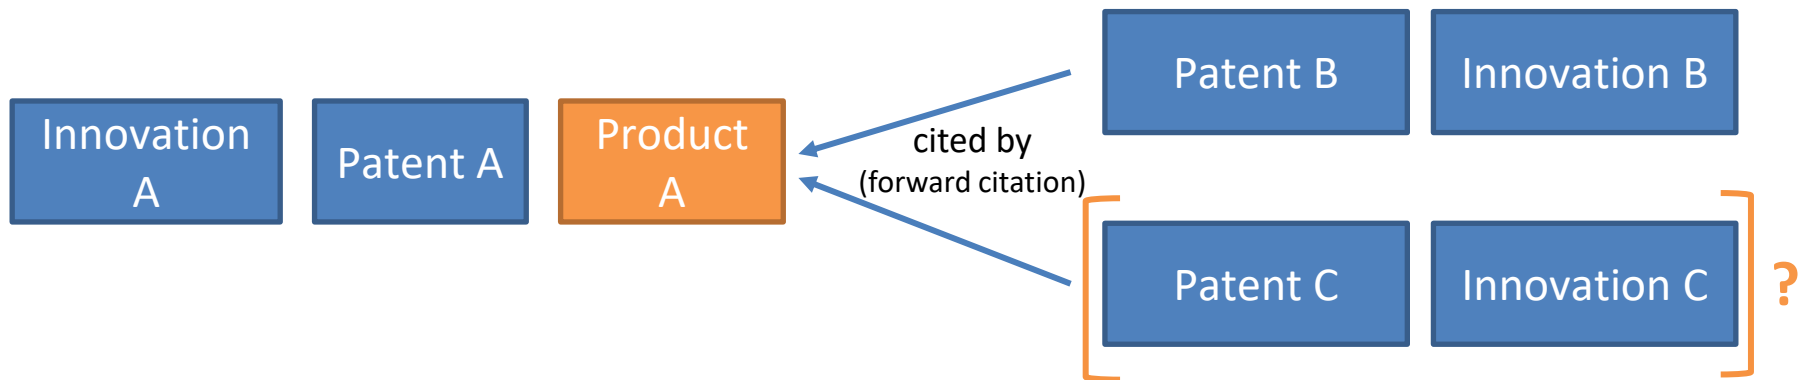 Innovation
A
Patent A
Product
A
cited by
(forward citation)
Patent B
Innovation B
Patent C
Innovation C
?